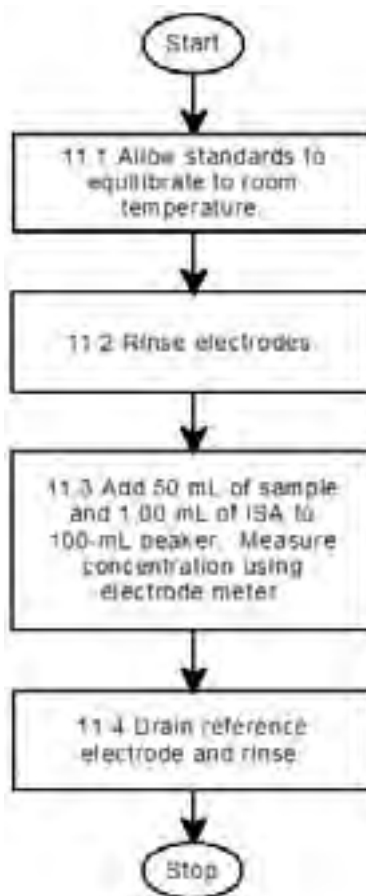 Start
11.1 Allow standards to
equilibrate to room
temperature
11.2 Rinse electrodes
11.3 Add 50 mL of sample
and 1.00 mL of ISA to
100-mL beaker. Measure
concentration using
electrode meter
11.4 Drain reference
electrode and rinse
Stop